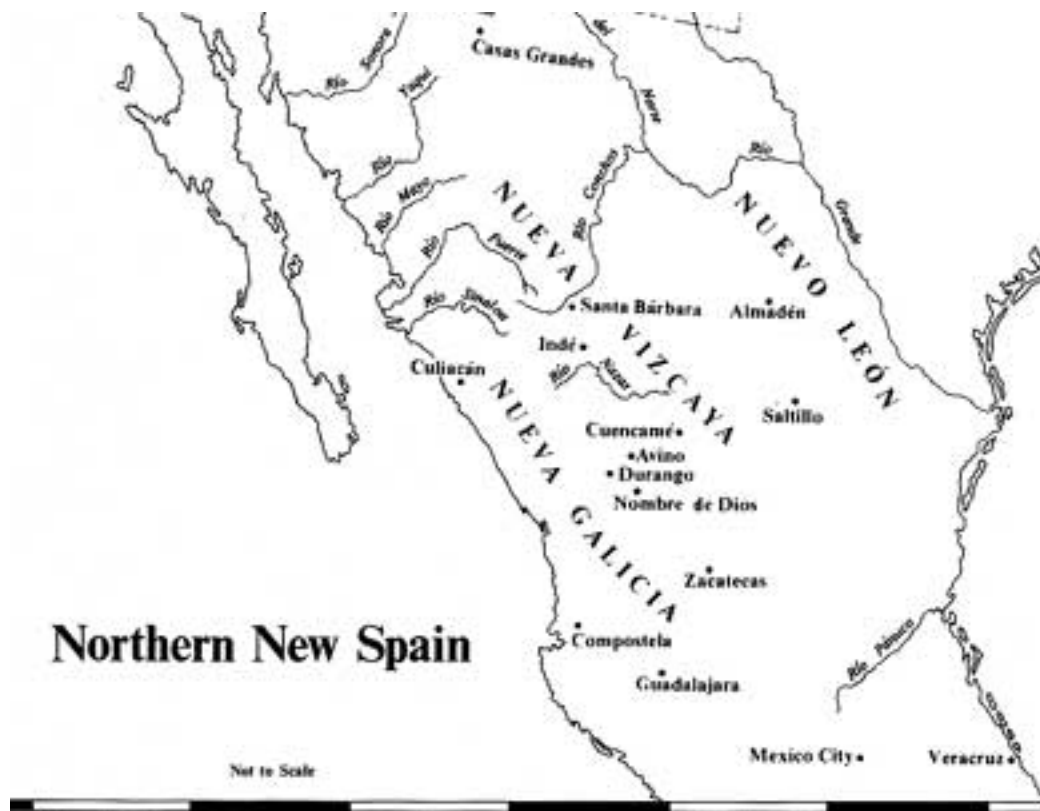 Casas Grandes
Río Sonora
Yaqui
Río
del
Norte
Río
Grande
Río Conchos
Mayo
Río
Río
Fuerte
Río Sinaloa
NUEVA
VIZCAYA
NUEVO LEÓN
Santa Bárbara
Almadén
Indé
Río Nazas
Culiacán
NUEVA GALICIA
Saltillo
Cuencamé
Avino
Durango
Nombre de Dios
Zacatecas
Northern New Spain
Compostela
Guadalajara
Río Pánuco
Mexico City
Veracruz
Not to Scale